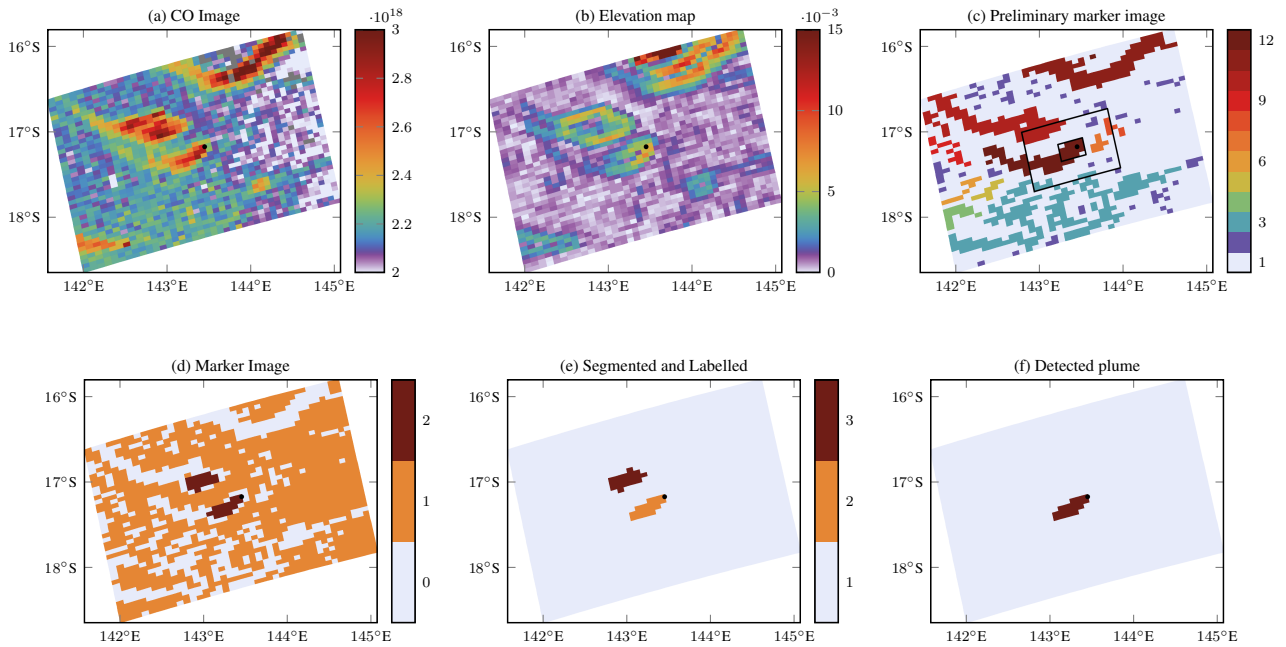 (a) CO Image
·10^18
16°S
17°S
18°S
142°E 143°E 144°E 145°E
3
2.8
2.6
2.4
2.2
2
(b) Elevation map
·10^−3
16°S
17°S
18°S
142°E 143°E 144°E 145°E
15
10
5
0
(c) Preliminary marker image
16°S
17°S
18°S
142°E 143°E 144°E 145°E
12
9
6
3
1
(d) Marker Image
16°S
17°S
18°S
142°E 143°E 144°E 145°E
2
1
0
(e) Segmented and Labelled
16°S
17°S
18°S
142°E 143°E 144°E 145°E
3
2
1
(f) Detected plume
16°S
17°S
18°S
142°E 143°E 144°E 145°E